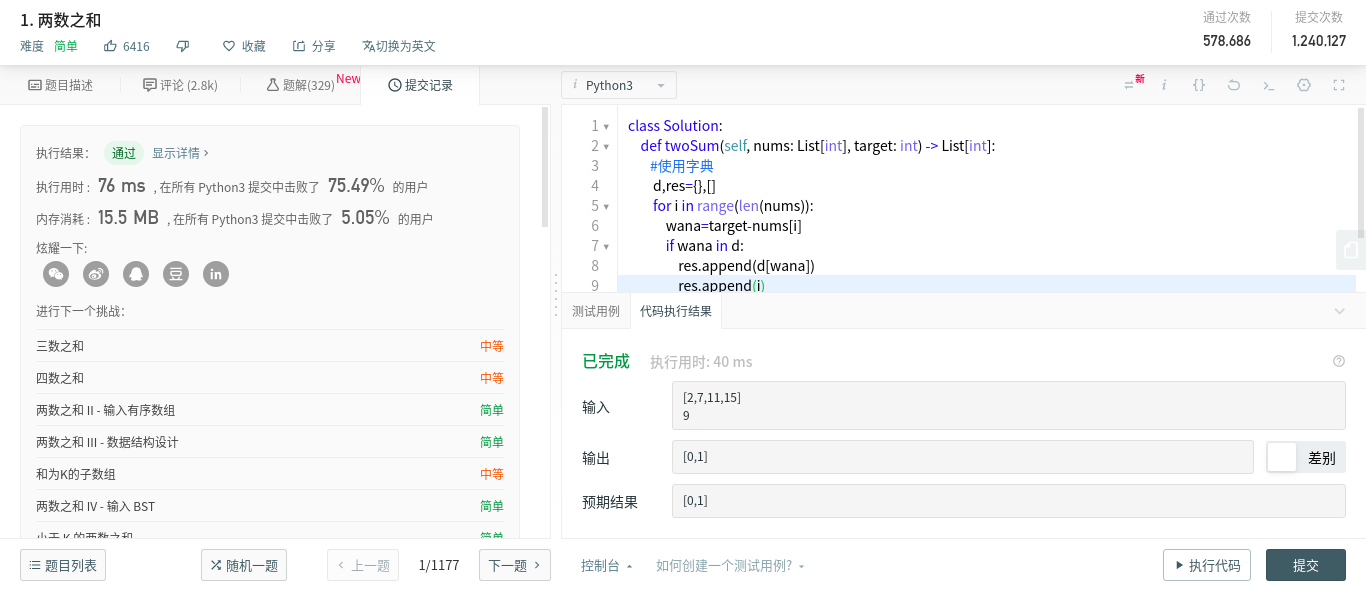 1. 两数之和
难度 简单 6416 收藏 分享 切换为英文
通过次数 提交次数
578,686 1,240,127
题目描述 评论 (2.8k) 题解(329) New 提交记录
执行结果： 通过 显示详情 ›
执行用时 : 76 ms , 在所有 Python3 提交中击败了 75.49% 的用户
内存消耗 : 15.5 MB , 在所有 Python3 提交中击败了 5.05% 的用户
炫耀一下:
in
进行下一个挑战：
三数之和 中等
四数之和 中等
两数之和 II - 输入有序数组 简单
两数之和 III - 数据结构设计 简单
和为K的子数组 中等
两数之和 IV - 输入 BST 简单
小于 K 的两数之和 简单
题目列表 随机一题 上一题 1/1177 下一题
i Python3
新 i {}
1 class Solution:
2 def twoSum(self, nums: List[int], target: int) -> List[int]:
3 #使用字典
4 d,res={},[]
5 for i in range(len(nums)):
6 wana=target-nums[i]
7 if wana in d:
8 res.append(d[wana])
9 res.append(i)
测试用例 代码执行结果
已完成 执行用时: 40 ms
输入
[2,7,11,15]
9
输出 [0,1] 差别
预期结果 [0,1]
控制台 如何创建一个测试用例? 执行代码 提交